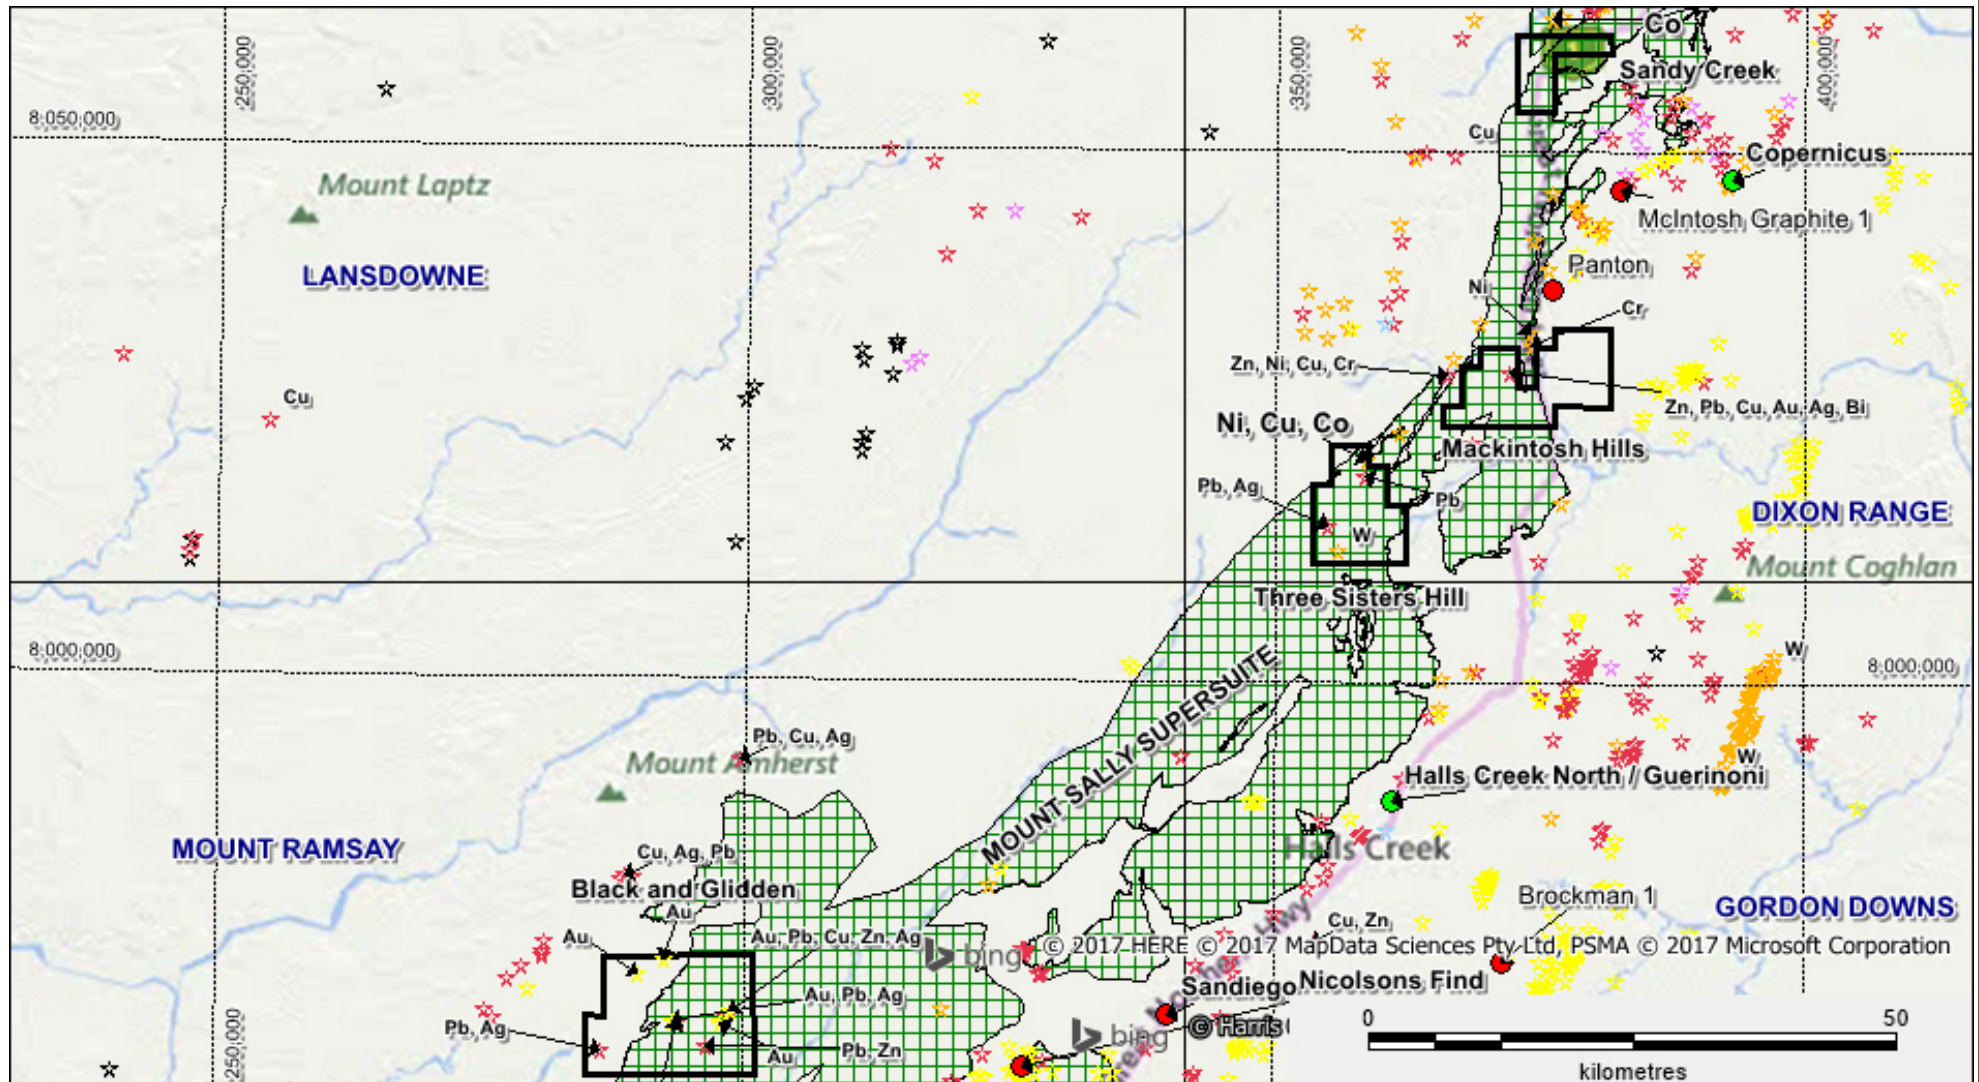 Co
250,000
300,000
350,000
400,000
Sandy Creek
8,050,000
Cu
Copernicus
Mount Laptz
McIntosh Graphite 1
LANSDOWNE
Panton
Ni
Cr
Zn, Ni, Cu, Cr
Cu
Zn, Pb, Cu, Au, Ag, Bi
Ni, Cu, Co
Mackintosh Hills
Pb, Ag
Pb
W
DIXON RANGE
Mount Coghlan
Three Sisters Hill
8,000,000
W
8,000,000
MOUNT SALLY SUPERSUITE
Pb, Cu, Ag
Mount Amherst
W
Halls Creek North / Guerinoni
MOUNT RAMSAY
Cu, Ag, Pb
Halls Creek
Black and Glidden
Brockman 1
Au
GORDON DOWNS
Cu, Zn
Au
Au, Pb, Cu, Zn, Ag
bing
© 2017 HERE © 2017 MapData Sciences Pty Ltd, PSMA © 2017 Microsoft Corporation
Sandiego
Nicolsons Find
Au, Pb, Ag
Pb, Ag
bing
© Harris
0
50
250,000
Au
Pb, Zn
kilometres